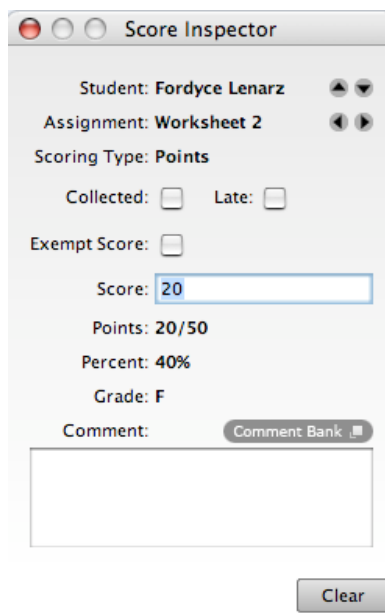 Score Inspector
Student: Fordyce Lenarz
Assignment: Worksheet 2
Scoring Type: Points
Collected: Late:
Exempt Score:
Score: 20
Points: 20/50
Percent: 40%
Grade: F
Comment: Comment Bank
Clear